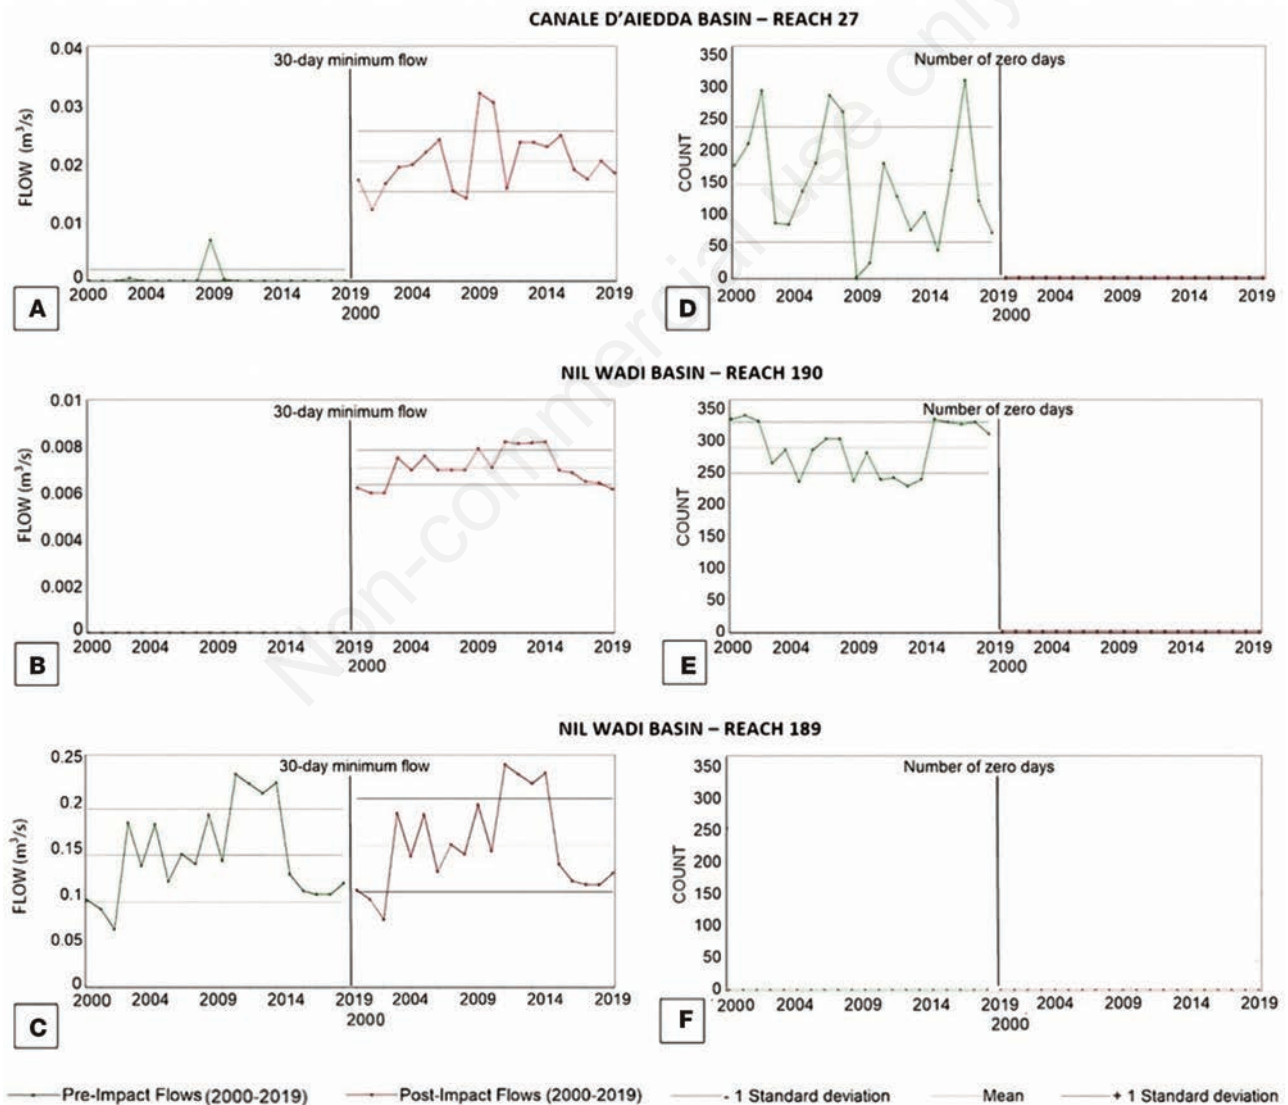 CANALE D'AIEDDA BASIN – REACH 27
30-day minimum flow
FLOW (m³/s)
0.04
0.03
0.02
0.01
0
2000 2004 2009 2014 2019 2004 2009 2014 2019
2000
A
Number of zero days
COUNT
350
300
250
200
150
100
50
0
2000 2004 2009 2014 2019 2004 2009 2014 2019
2000
D
NIL WADI BASIN – REACH 190
30-day minimum flow
FLOW (m³/s)
0.01
0.008
0.006
0.004
0.002
0
2000 2004 2009 2014 2019 2004 2009 2014 2019
2000
B
Number of zero days
COUNT
350
300
250
200
150
100
50
0
2000 2004 2009 2014 2019 2004 2009 2014 2019
2000
E
NIL WADI BASIN – REACH 189
30-day minimum flow
FLOW (m³/s)
0.25
0.2
0.15
0.1
0.05
0
2000 2004 2009 2014 2019 2004 2009 2014 2019
2000
C
Number of zero days
COUNT
350
300
250
200
150
100
50
0
2000 2004 2009 2014 2019 2004 2009 2014 2019
2000
F
Pre-Impact Flows (2000-2019) Post-Impact Flows (2000-2019) - 1 Standard deviation Mean + 1 Standard deviation
Non-commercial use only